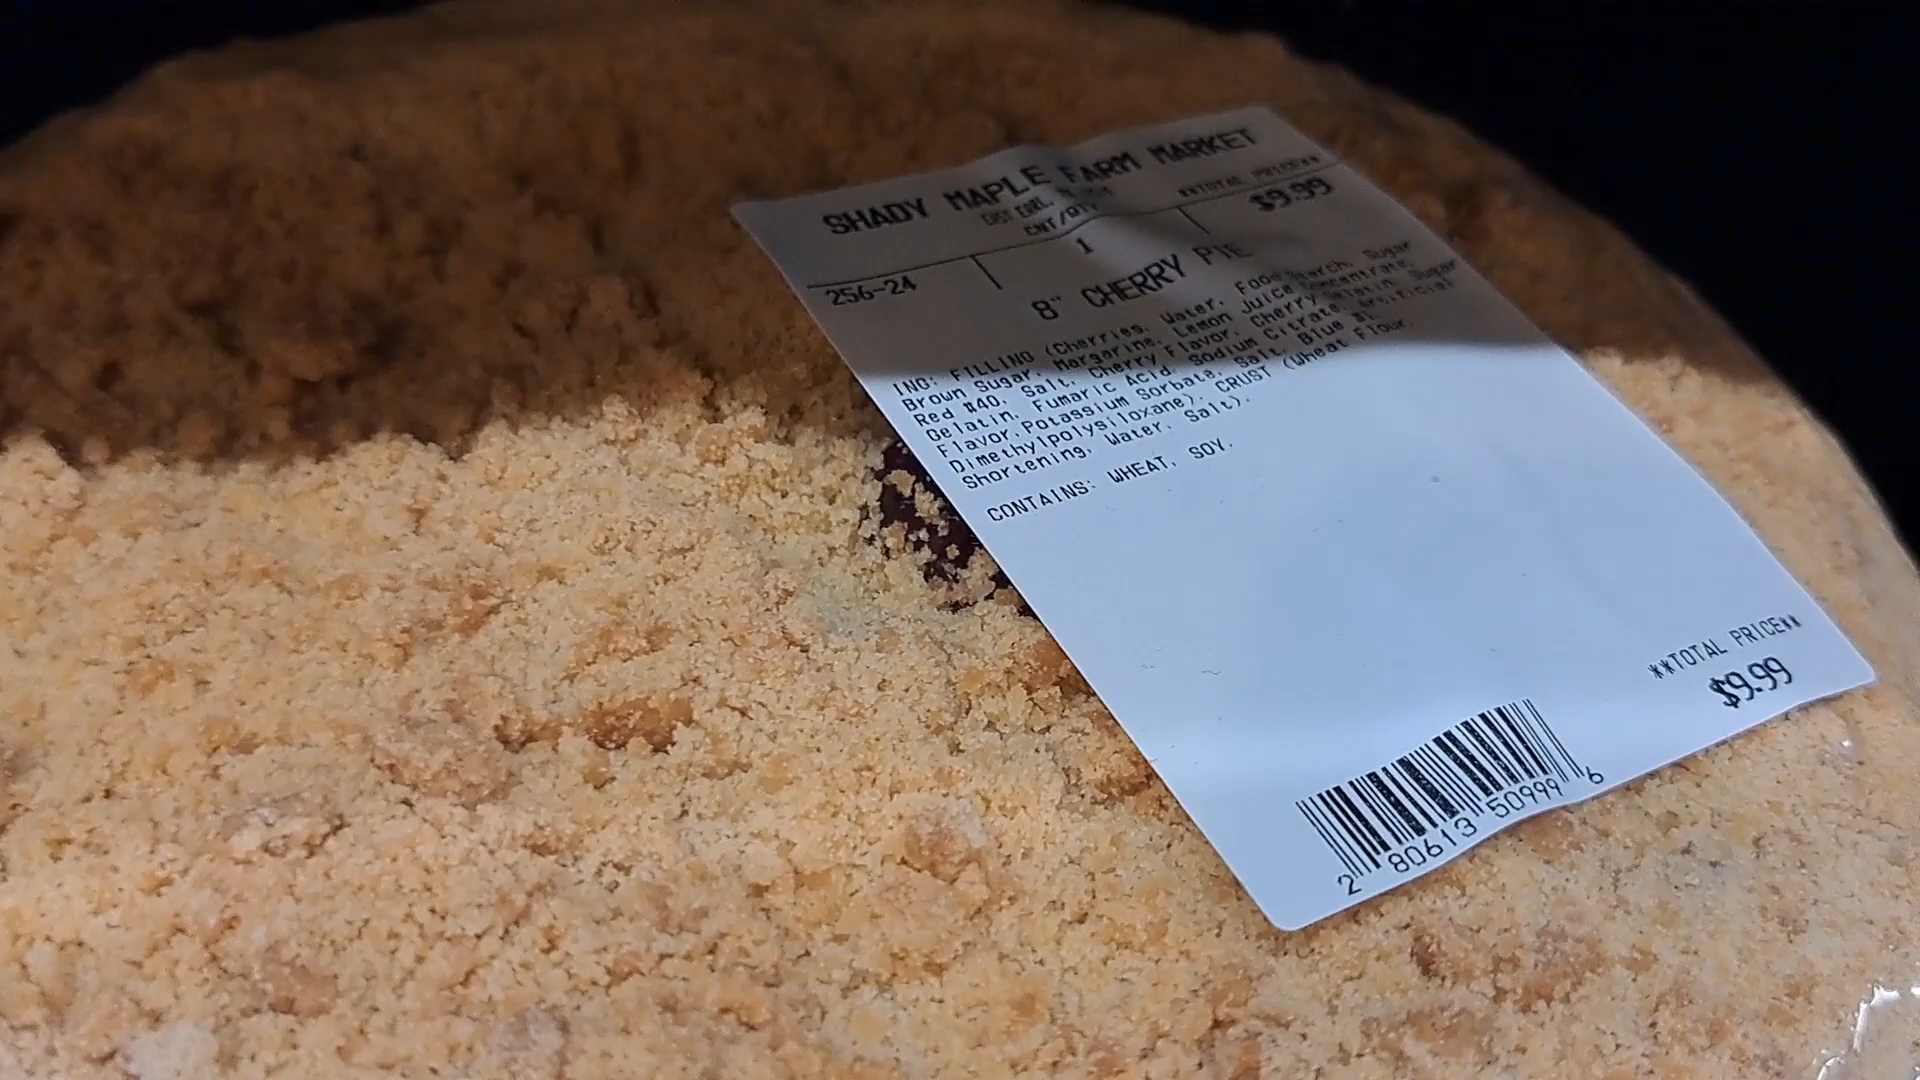 SHADY MAPLE FARM MARKET
EAST EARL,
CNT/QTY
**TOTAL PRICE**
256-24
1
$9.99
8" CHERRY PIE
ING: FILLING (Cherries, Water, Food Starch, Sugar
Brown Sugar, Margarine, Lemon Juice Concentrate,
Red #40, Salt, Cherry Flavor, Cherry Gelatin, Sugar
Gelatin, Fumaric Acid, Sodium Citrate, Artificial
Flavor, Potassium Sorbate, Salt, Blue #1,
Dimethylpolysiloxane). CRUST (Wheat Flour,
Shortening, Water, Salt).
CONTAINS: WHEAT, SOY.
**TOTAL PRICE**
$9.99
2 80613 50999 6